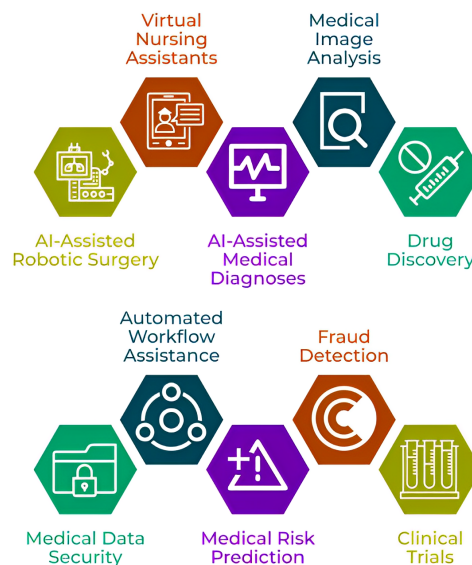 Virtual
Nursing
Assistants
Medical
Image
Analysis
AI-Assisted
Robotic Surgery
AI-Assisted
Medical
Diagnoses
Drug
Discovery
Automated
Workflow
Assistance
Fraud
Detection
Medical Data
Security
Medical Risk
Prediction
Clinical
Trials